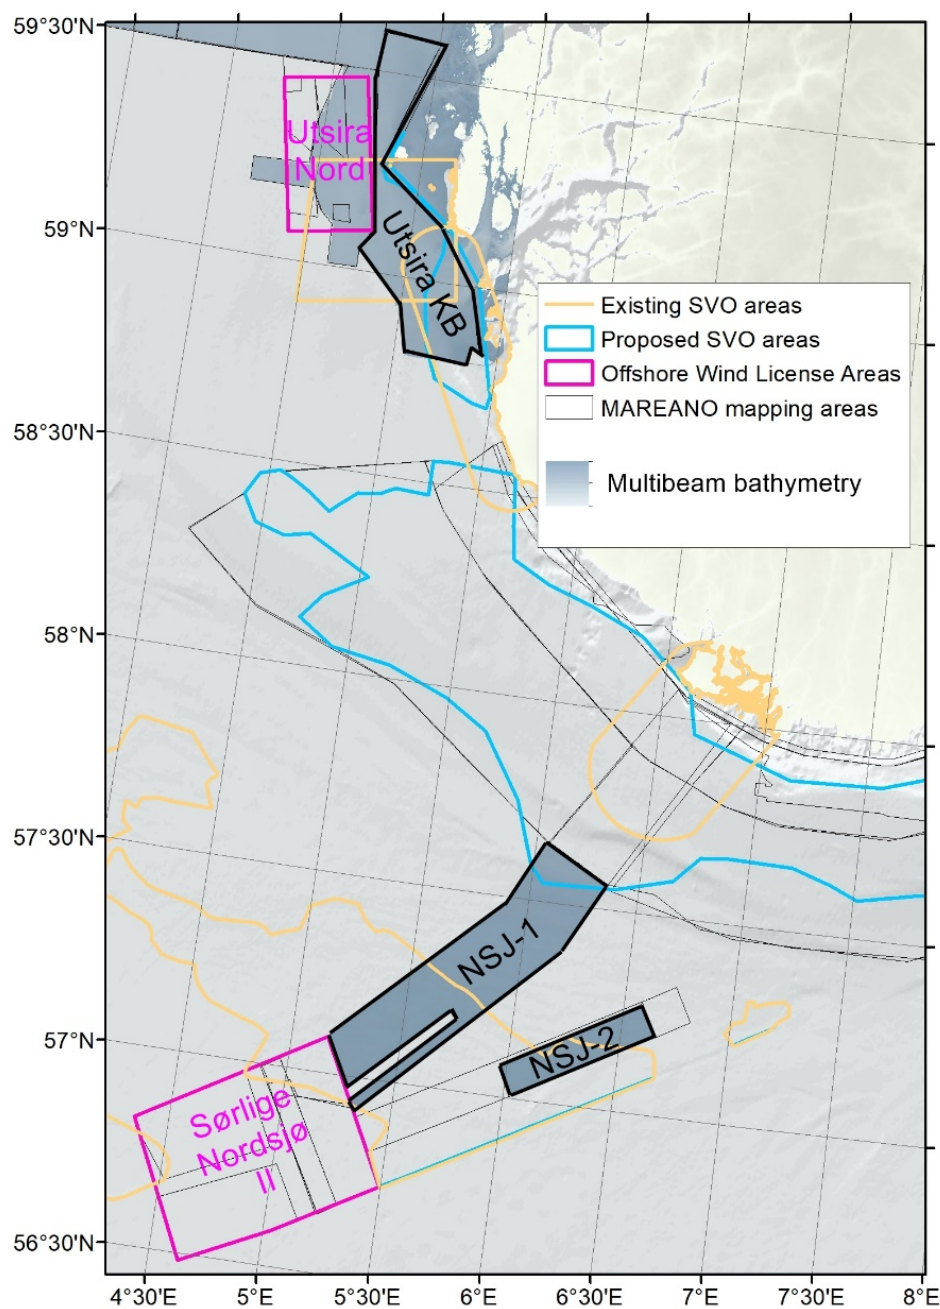 59°30'N
Utsira
Nord
59°N
Utsira KB
Existing SVO areas
Proposed SVO areas
Offshore Wind License Areas
MAREANO mapping areas
Multibeam bathymetry
58°30'N
58°N
57°30'N
NSJ-1
57°N
NSJ-2
Sørlige
Nordsjø
II
56°30'N
4°30'E
5°E
5°30'E
6°E
6°30'E
7°E
7°30'E
8°E